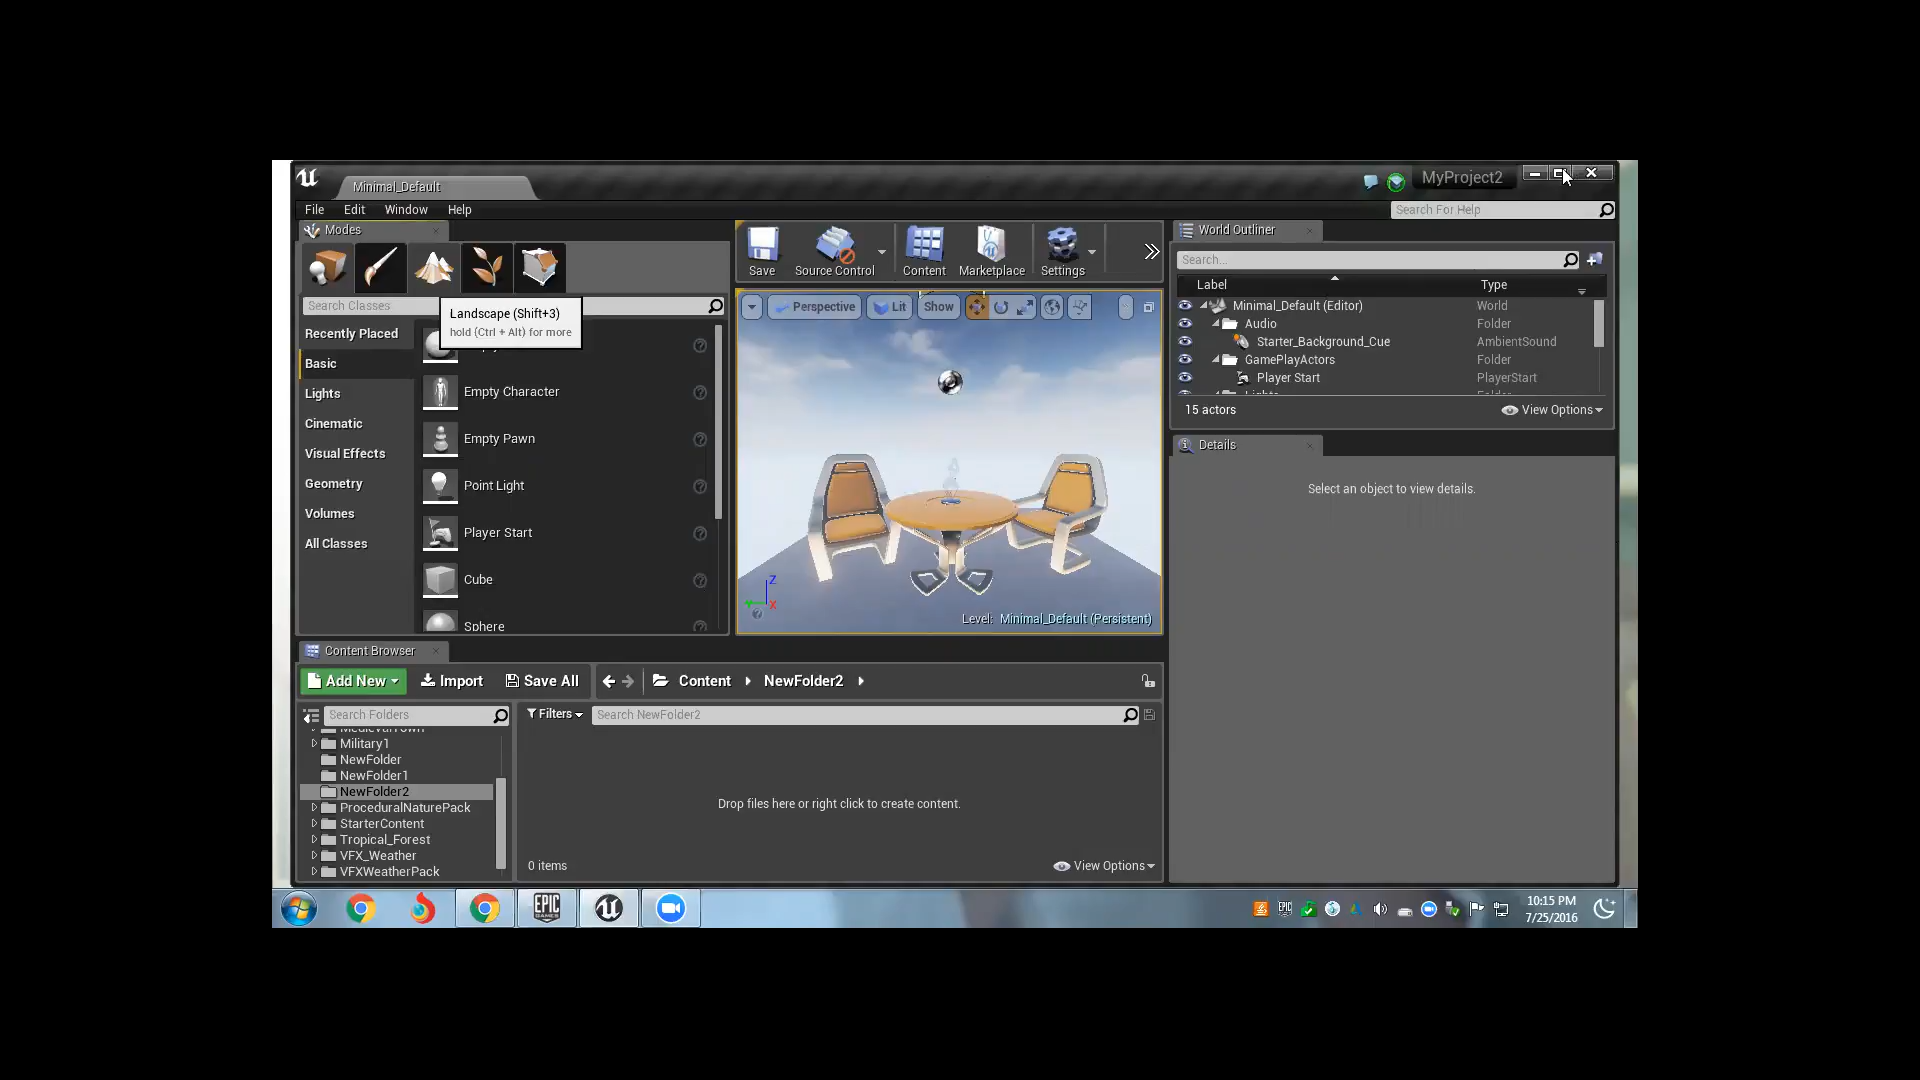 Minimal_Default
MyProject2
File Edit Window Help
Search For Help
Modes
Search Classes
Landscape (Shift+3)
hold (Ctrl + Alt) for more
Recently Placed
Basic
Lights
Cinematic
Visual Effects
Geometry
Volumes
All Classes
Empty Character
Empty Pawn
Point Light
Player Start
Cube
Sphere
Save
Source Control
Content
Marketplace
Settings
Perspective
Lit
Show
Z
X
Level: Minimal_Default (Persistent)
World Outliner
Search...
Label Type
Minimal_Default (Editor) World
Audio Folder
Starter_Background_Cue AmbientSound
GamePlayActors Folder
Player Start PlayerStart
Lights Folder
15 actors
View Options
Details
Select an object to view details.
Content Browser
Add New
Import
Save All
Content
NewFolder2
Search Folders
Filters
Search NewFolder2
MedievalTown
Military1
NewFolder
NewFolder1
NewFolder2
ProceduralNaturePack
StarterContent
Tropical_Forest
VFX_Weather
VFXWeatherPack
Drop files here or right click to create content.
0 items
View Options
EPIC
GAMES
EPIC
10:15 PM
7/25/2016